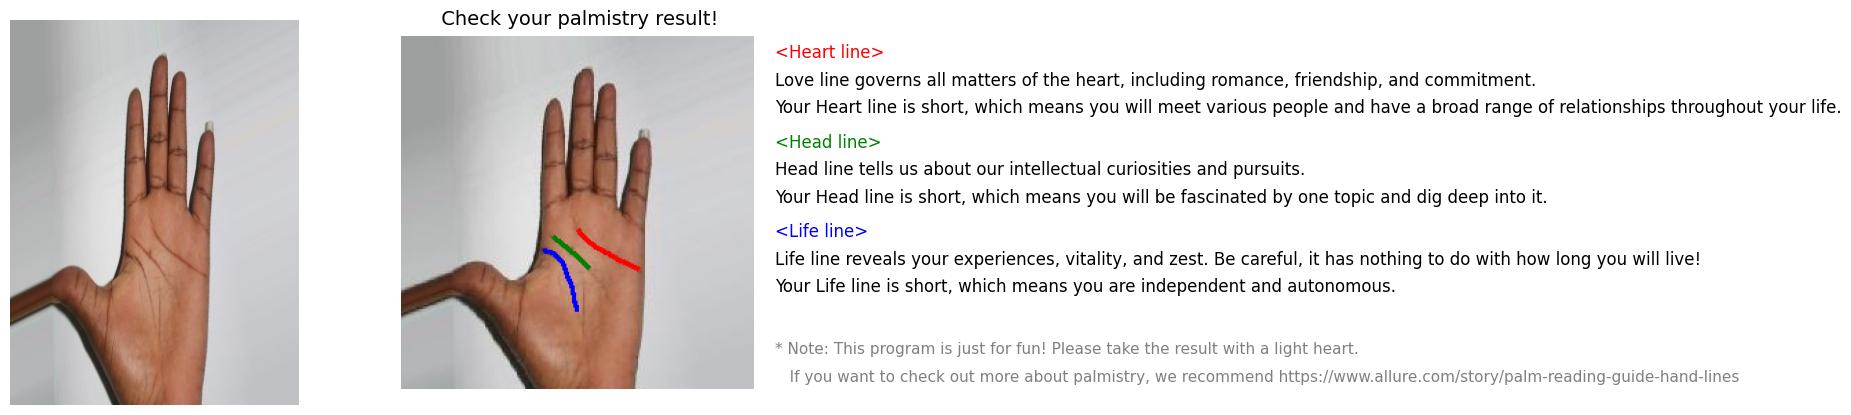 Check your palmistry result!
<Heart line>
Love line governs all matters of the heart, including romance, friendship, and commitment.
Your Heart line is short, which means you will meet various people and have a broad range of relationships throughout your life.
<Head line>
Head line tells us about our intellectual curiosities and pursuits.
Your Head line is short, which means you will be fascinated by one topic and dig deep into it.
<Life line>
Life line reveals your experiences, vitality, and zest. Be careful, it has nothing to do with how long you will live!
Your Life line is short, which means you are independent and autonomous.
* Note: This program is just for fun! Please take the result with a light heart.
If you want to check out more about palmistry, we recommend https://www.allure.com/story/palm-reading-guide-hand-lines